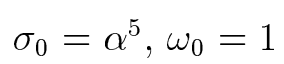 σ₀ = α⁵, ω₀ = 1